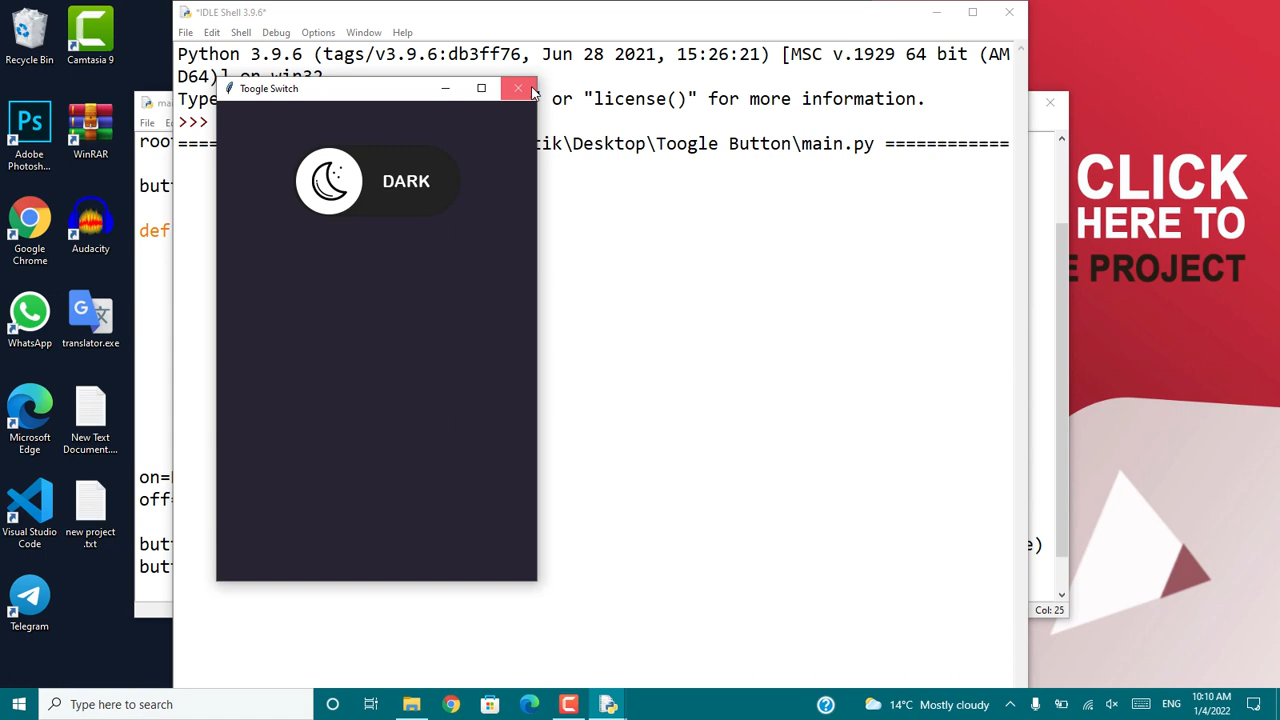 Recycle Bin
Camtasia 9
Adobe
Photosh...
WinRAR
Google
Chrome
Audacity
WhatsApp
translator.exe
Microsoft
Edge
New Text
Document....
Visual Studio
Code
new project
.txt
Telegram
*IDLE Shell 3.9.6*
File Edit Shell Debug Options Window Help
Python 3.9.6 (tags/v3.9.6:db3ff76, Jun 28 2021, 15:26:21) [MSC v.1929 64 bit (AM
D64)] on win32
Type
or "license()" for more information.
>>>
====
tik\Desktop\Toogle Button\main.py ============
Toogle Switch
DARK
File
root
butt
def
on=
off=
butt
e)
butt
Col: 25
CLICK
HERE TO
E PROJECT
Type here to search
14°C Mostly cloudy
ENG
10:10 AM
1/4/2022